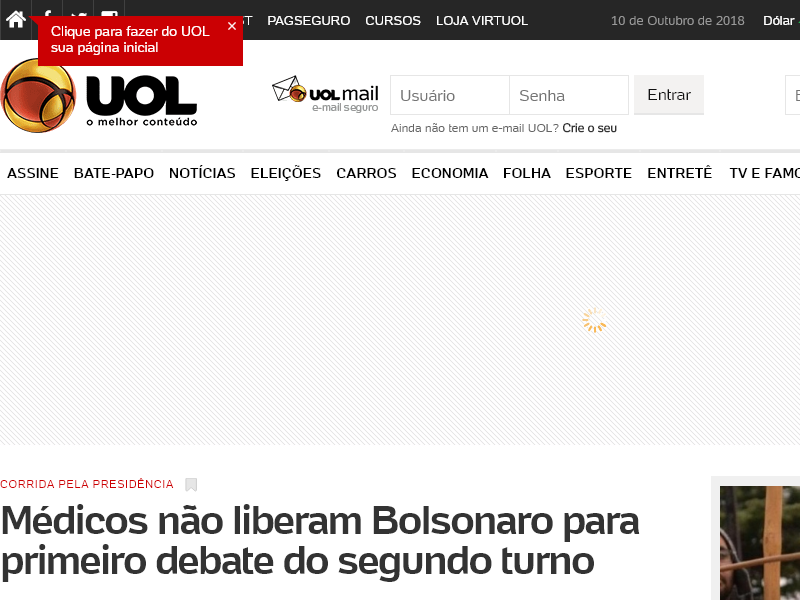 PAGSEGURO CURSOS LOJA VIRTUOL 10 de Outubro de 2018 Dólar
Clique para fazer do UOL
sua página inicial
UOL
o melhor conteúdo
UOL mail
e-mail seguro
Usuário Senha Entrar
Ainda não tem um e-mail UOL? Crie o seu
ASSINE BATE-PAPO NOTÍCIAS ELEIÇÕES CARROS ECONOMIA FOLHA ESPORTE ENTRETÊ TV E FAMO
CORRIDA PELA PRESIDÊNCIA
Médicos não liberam Bolsonaro para
primeiro debate do segundo turno